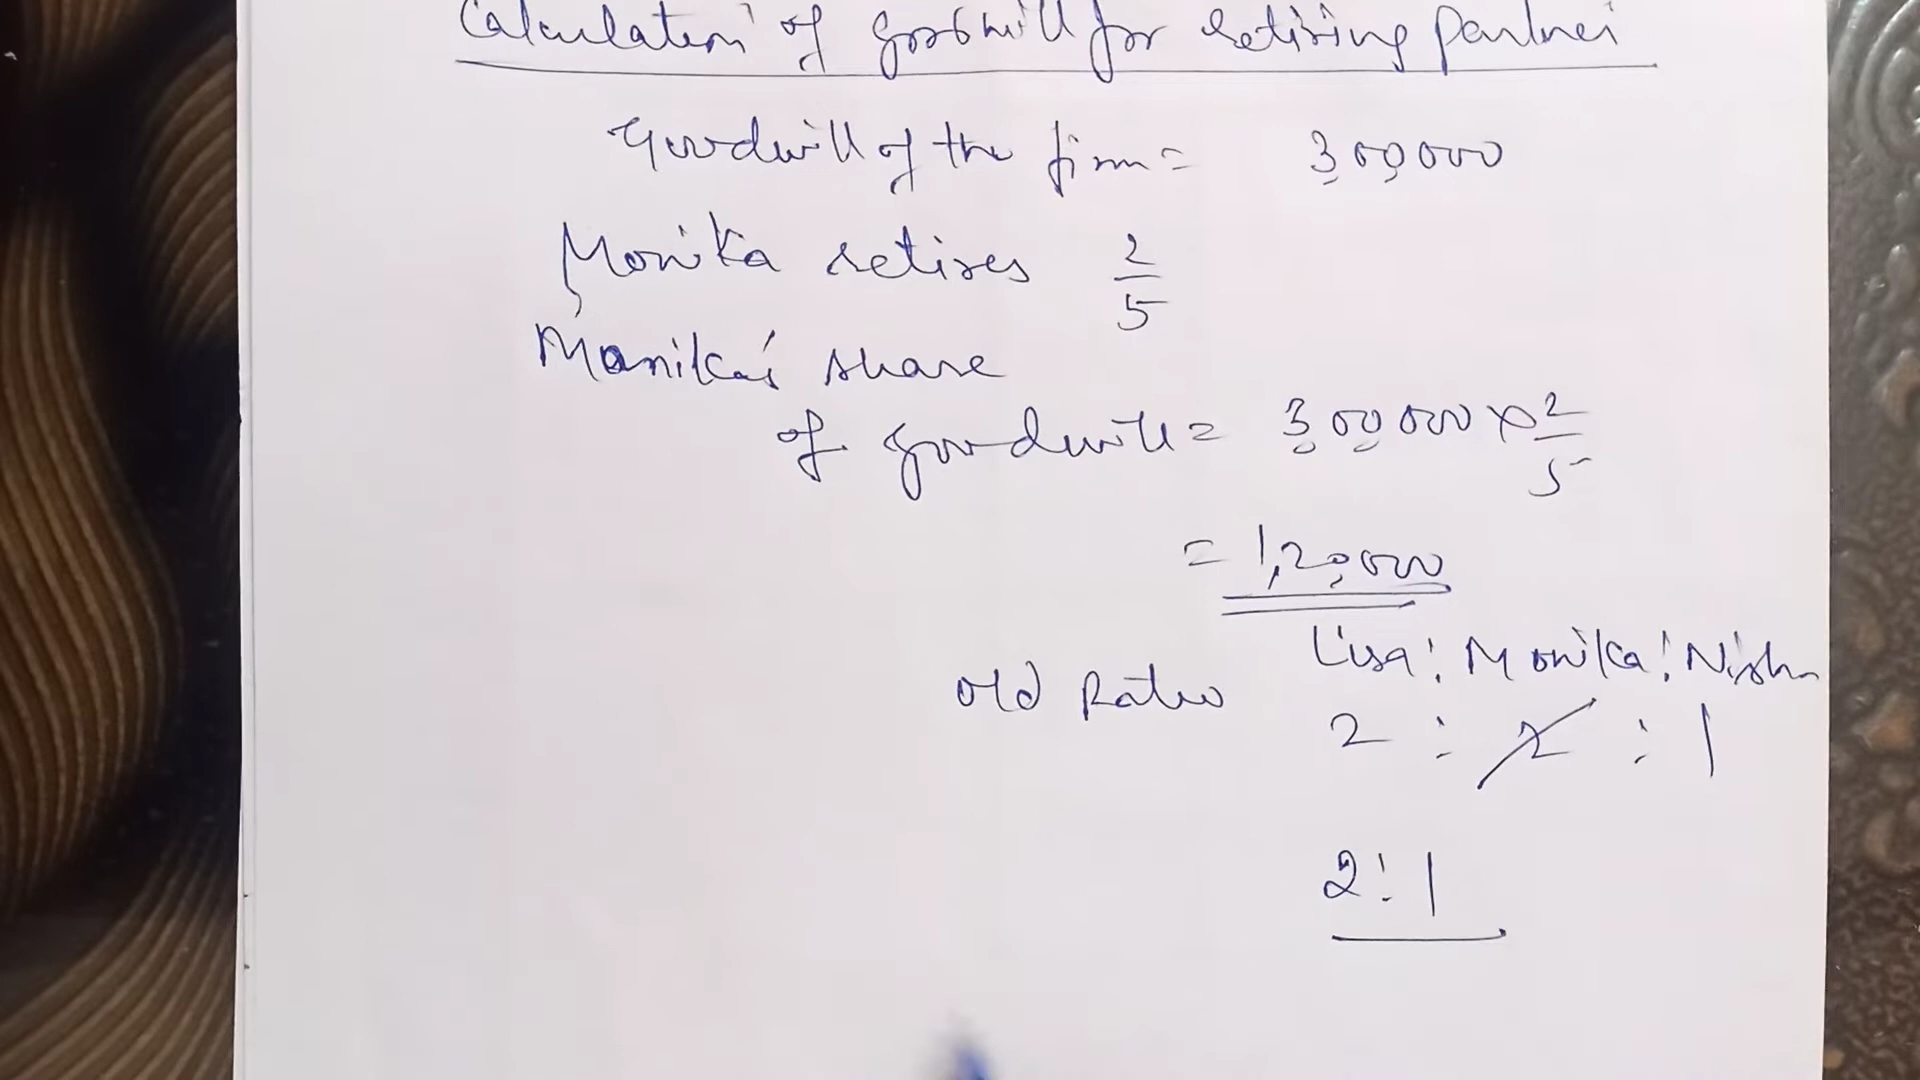 Calculation of goodwill for retiring partner
Goodwill of the firm = 3,00,000
Monika retires 2/5
Monika's share
of goodwill = 3,00,000 × 2/5
= 1,20,000
Lisa : Monika : Nisha
Old Ratio 2 : 2 : 1
2 : 1